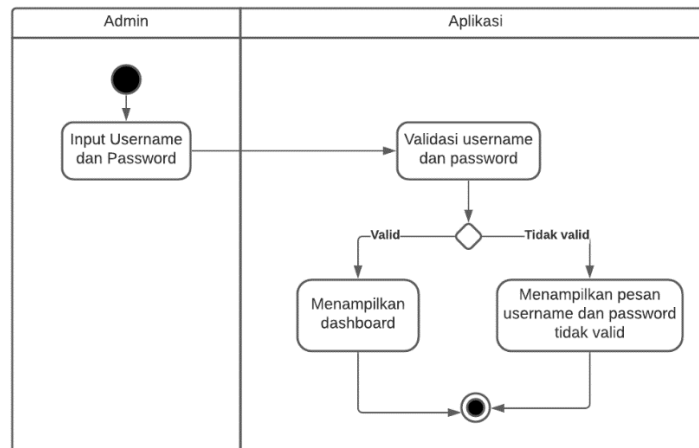 Admin
Aplikasi
Input Username
dan Password
Validasi username
dan password
Valid
Tidak valid
Menampilkan
dashboard
Menampilkan pesan
username dan password
tidak valid